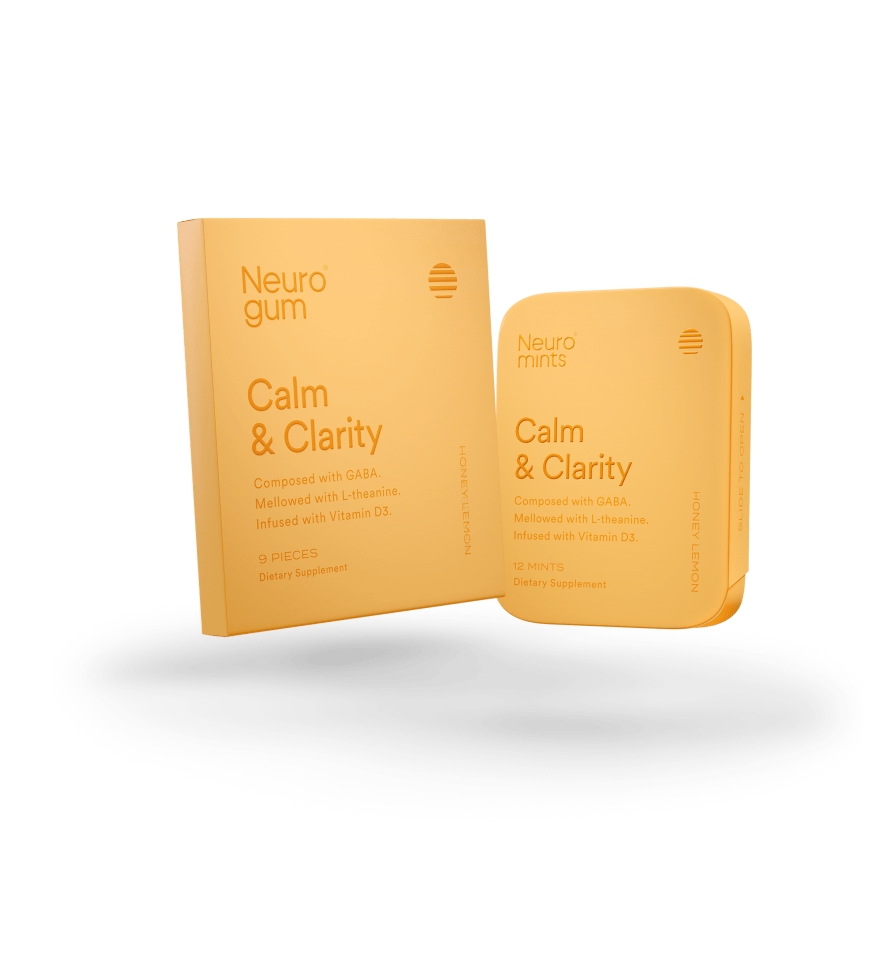 Neuro®
gum
Calm
& Clarity
Composed with GABA.
Mellowed with L-theanine.
Infused with Vitamin D3.
9 PIECES
Dietary Supplement
HONEY LEMON
Neuro®
mints
Calm
& Clarity
Composed with GABA.
Mellowed with L-theanine.
Infused with Vitamin D3.
12 MINTS
Dietary Supplement
HONEY LEMON
SLIDE TO OPEN